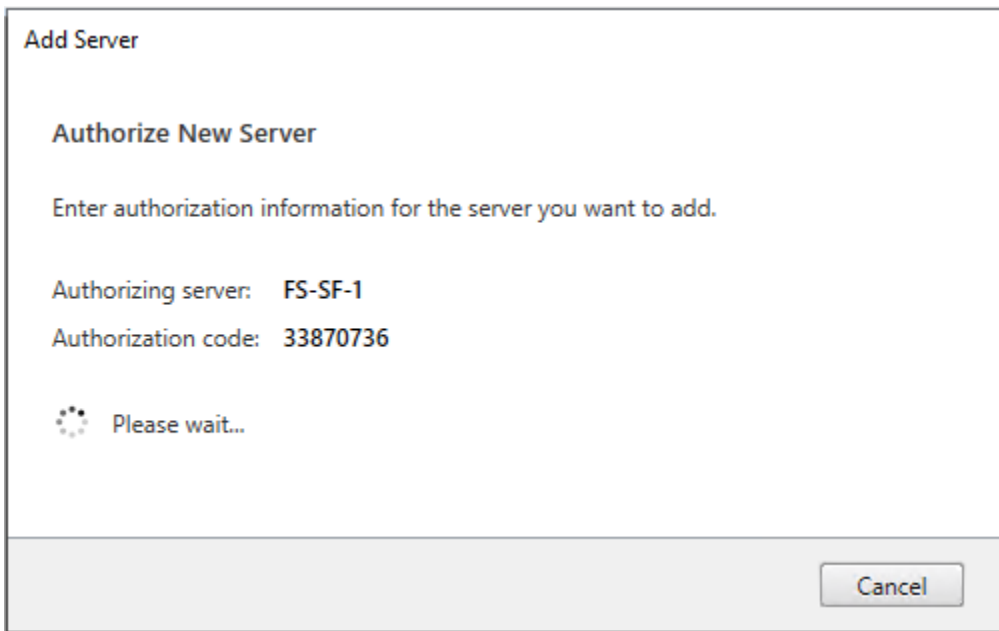 Add Server
Authorize New Server
Enter authorization information for the server you want to add.
Authorizing server: FS-SF-1
Authorization code: 33870736
Please wait...
Cancel